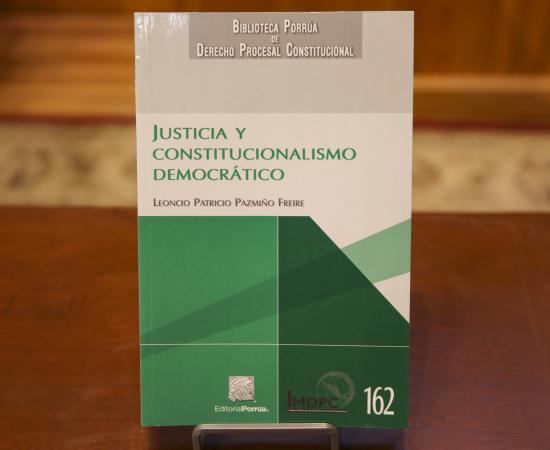 BIBLIOTECA PORRÚA
DE
DERECHO PROCESAL CONSTITUCIONAL
JUSTICIA Y
CONSTITUCIONALISMO
DEMOCRÁTICO
LEONCIO PATRICIO PAZMIÑO FREIRE
EditorialPorrúa
IMDPC
162